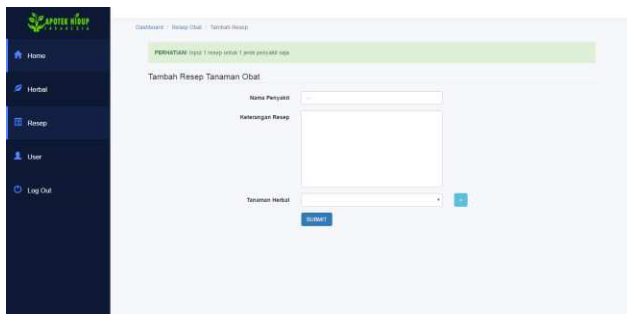 APOTEK HIDUP
INDONESIA
Dashboard / Resep Obat / Tambah Resep
PERHATIAN! Input 1 resep untuk 1 jenis penyakit saja.
Home
Tambah Resep Tanaman Obat
Herbal
Nama Penyakit
Keterangan Resep
Resep
User
Log Out
Tanaman Herbal
+
SUBMIT